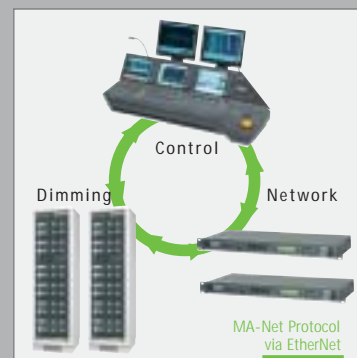 Control
Dimming
Network
MA-Net Protocol
via EtherNet